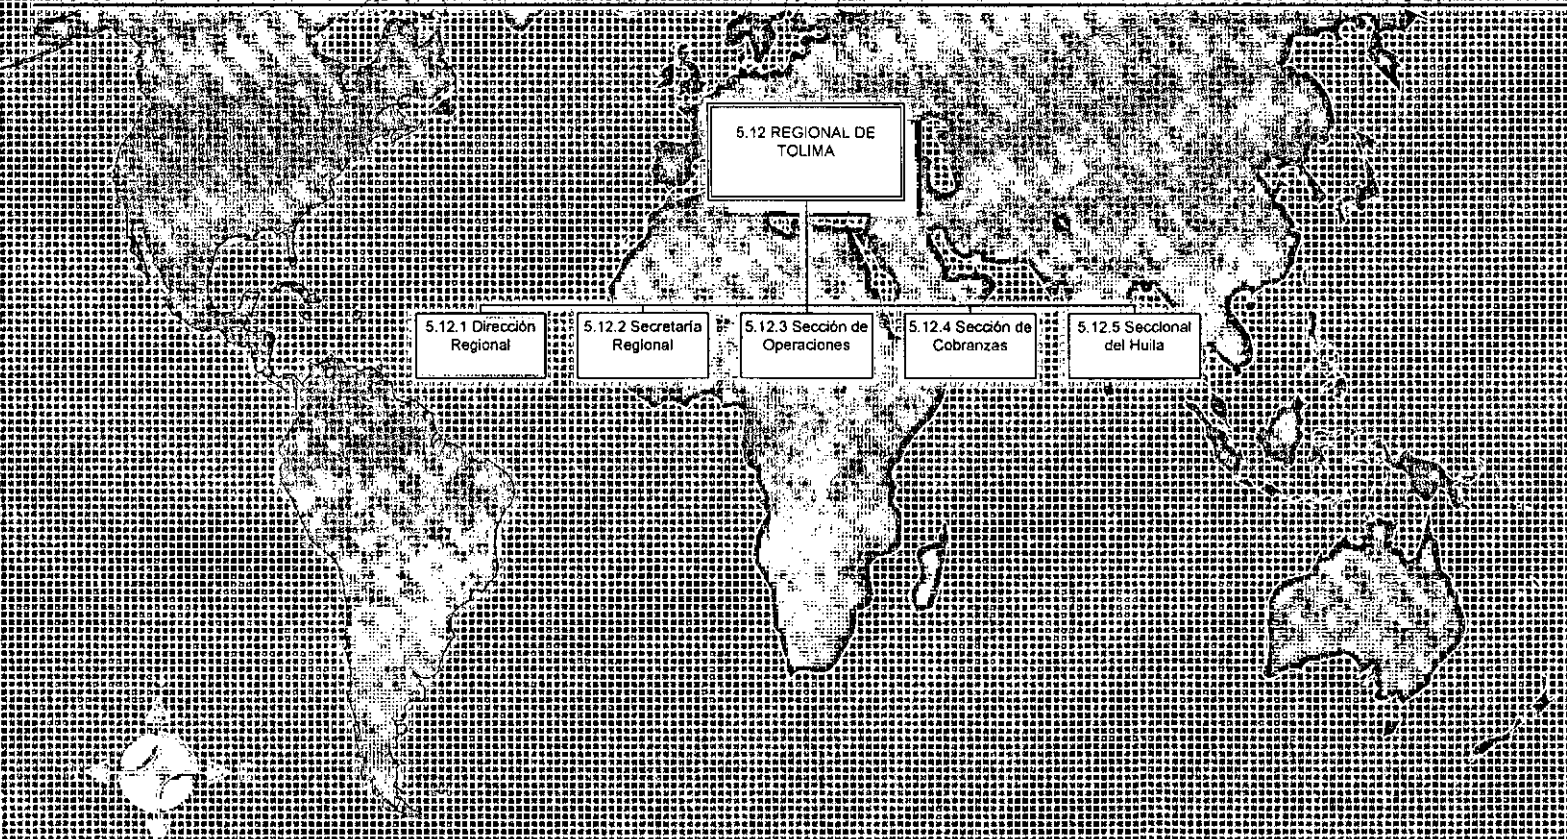 5.12 REGIONAL DE
TOLIMA
5.12.1 Dirección
Regional
5.12.2 Secretaría
Regional
5.12.3 Sección de
Operaciones
5.12.4 Sección de
Cobranzas
5.12.5 Seccional
del Huila